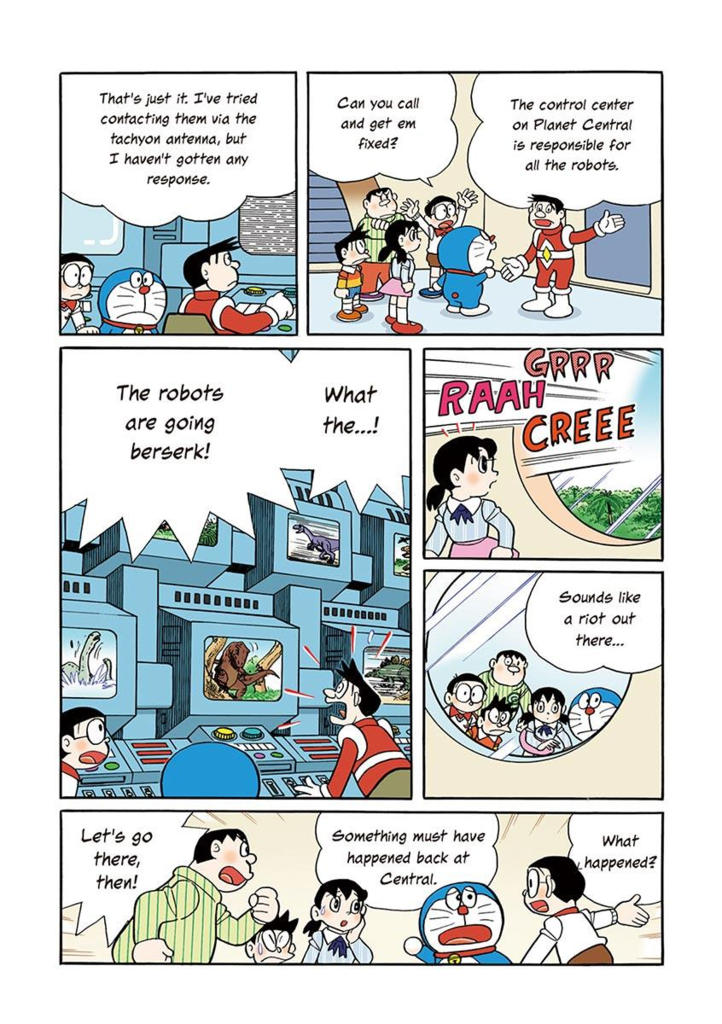 The control center
on Planet Central
is responsible for
all the robots.
Can you call
and get em
fixed?
That's just it. I've tried
contacting them via the
tachyon antenna, but
I haven't gotten any
response.
GRRR
RAAH
CREEE
Sounds like
a riot out
there...
What
the...!
The robots
are going
berserk!
What
happened?
Something must have
happened back at
Central.
Let's go
there,
then!